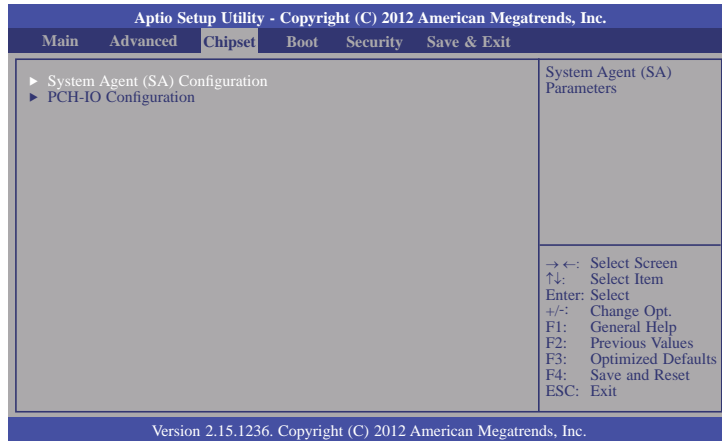 Aptio Setup Utility - Copyright (C) 2012 American Megatrends, Inc.
Main Advanced Chipset Boot Security Save & Exit
► System Agent (SA) Configuration
► PCH-IO Configuration
System Agent (SA)
Parameters
→ ←: Select Screen
↑↓: Select Item
Enter: Select
+/-: Change Opt.
F1: General Help
F2: Previous Values
F3: Optimized Defaults
F4: Save and Reset
ESC: Exit
Version 2.15.1236. Copyright (C) 2012 American Megatrends, Inc.